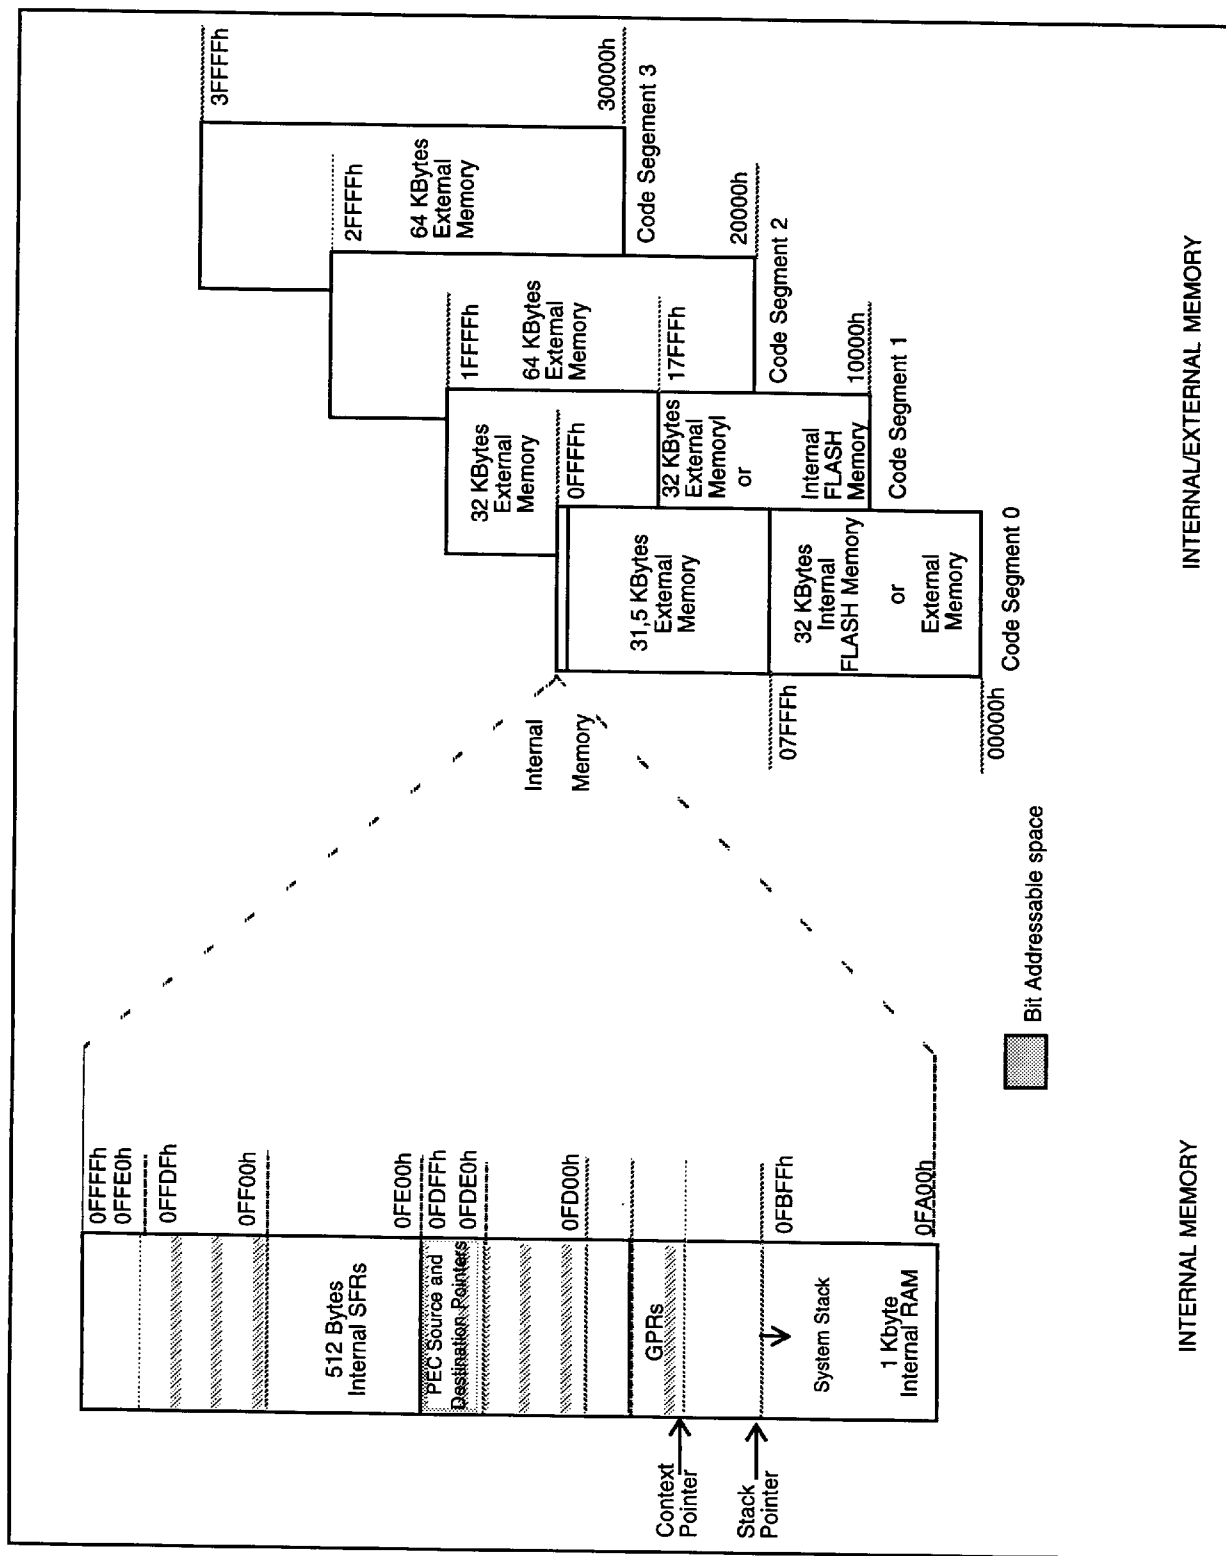 0FFFFh
0FFE0h
0FFDFh
0FF00h
512 Bytes
Internal SFRs
0FE00h
0FDFFh
PEC Source and
Destination Pointers
0FDE0h
0FD00h
GPRs
Context
Pointer
Stack
Pointer
0FBFFh
System Stack
1 Kbyte
Internal RAM
0FA00h
Bit Addressable space
INTERNAL MEMORY
Internal
Memory
3FFFFh
64 KBytes
External
Memory
30000h
Code Segement 3
2FFFFh
64 KBytes
External
Memory
20000h
Code Segment 2
1FFFFh
32 KBytes
External
Memory
17FFFh
32 KBytes
External Memoryl
or
Internal
FLASH
Memory
10000h
Code Segment 1
0FFFFh
31,5 KBytes
External
Memory
07FFFh
32 KBytes
Internal
FLASH Memory
or
External
Memory
00000h
Code Segment 0
INTERNAL/EXTERNAL MEMORY